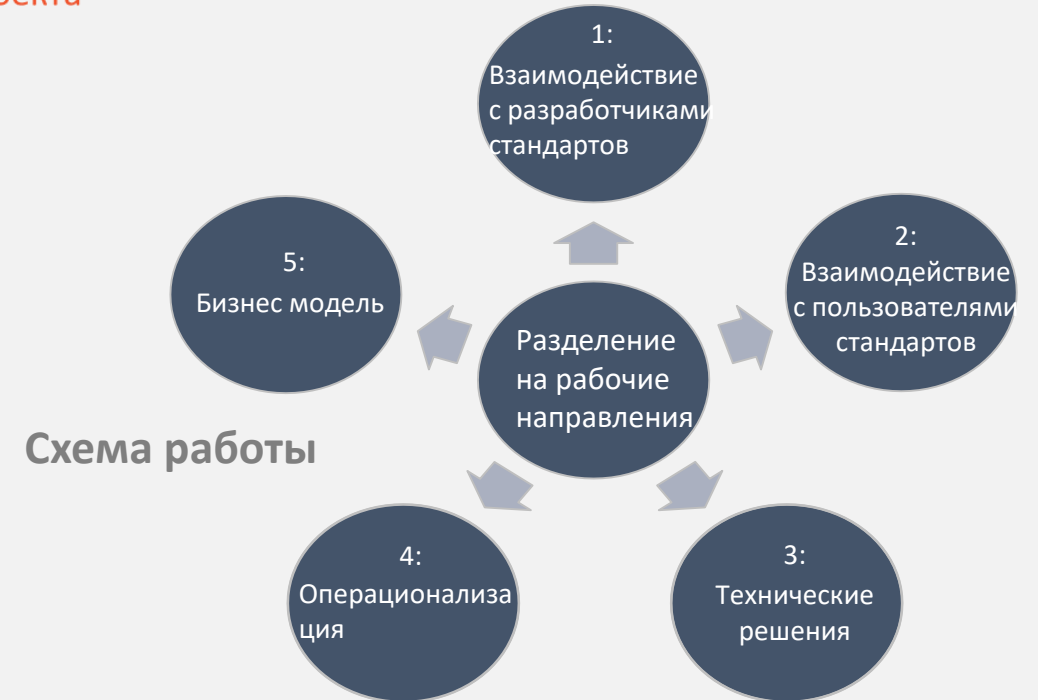 1:
Взаимодействие
с разработчиками
стандартов
2:
Взаимодействие
с пользователями
стандартов
5:
Бизнес модель
Разделение
на рабочие
направления
Схема работы
4:
Операционализа
ция
3:
Технические
решения